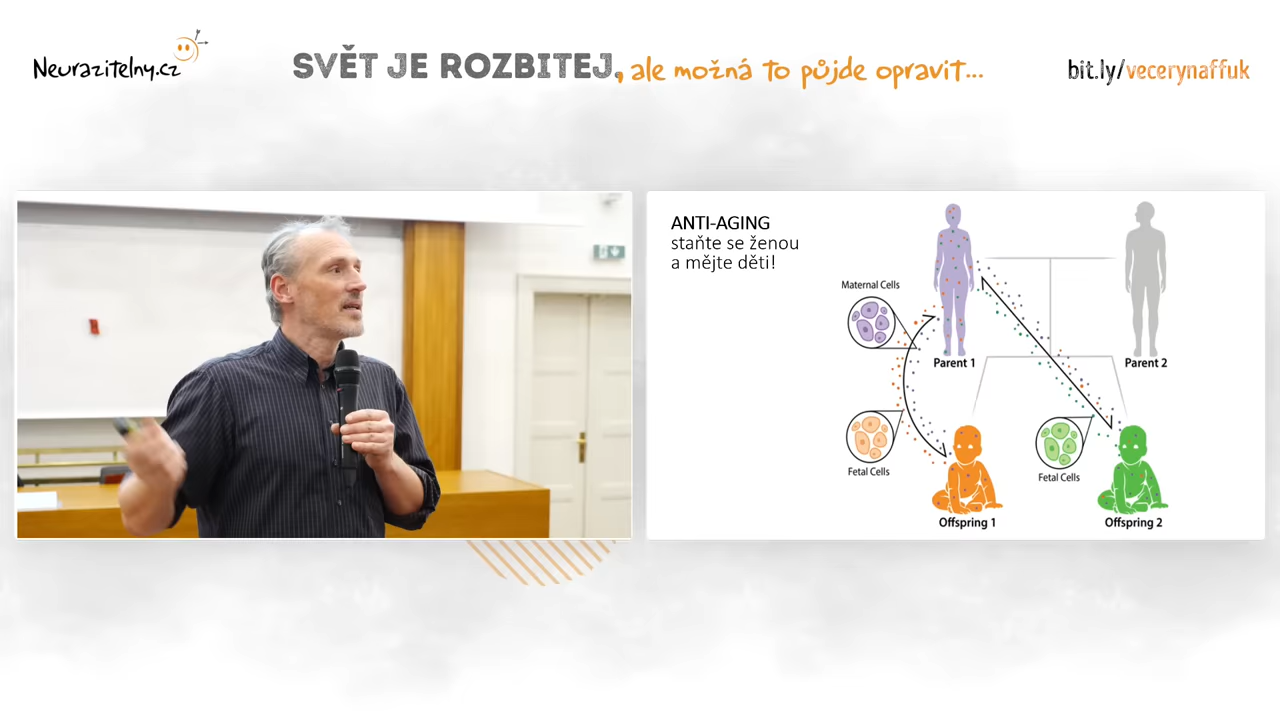 Neurazitelny.cz
SVĚT JE ROZBITEJ, ale možná to půjde opravit...
bit.ly/vecerynaffuk
ANTI-AGING
staňte se ženou
a mějte děti!
Maternal Cells
Parent 1
Parent 2
Fetal Cells
Fetal Cells
Offspring 1
Offspring 2